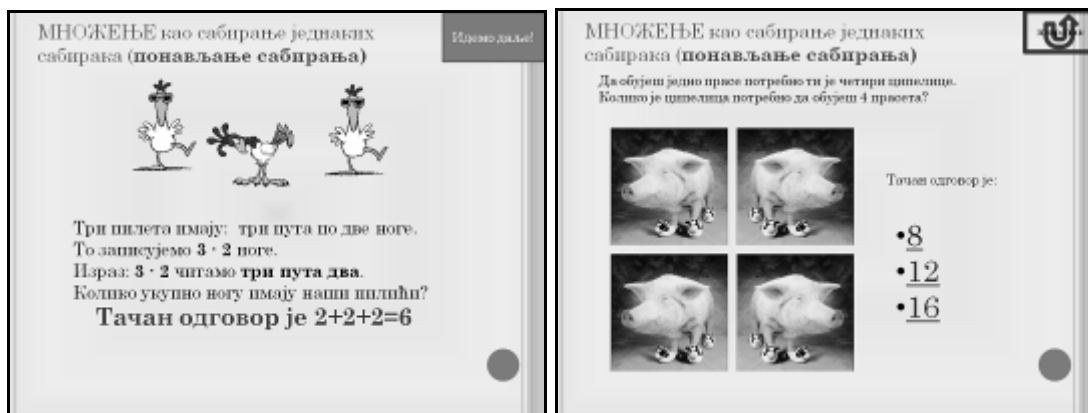 МНОЖЕЊЕ као сабирање једнаких
сабирака (понављање сабирања)
Идемо даље!
Три пилета имају: три пута по две ноге.
То записујемо 3 · 2 ноге.
Израз: 3 · 2 читамо три пута два.
Колико укупно ногу имају наши пилићи?
Тачан одговор је 2+2+2=6
МНОЖЕЊЕ као сабирање једнаких
сабирака (понављање сабирања)
Да обујеш једно прасе потребно ти је четири ципелице.
Колико је ципелица потребно да обујеш 4 прасета?
Тачан одговор је:
•8
•12
•16